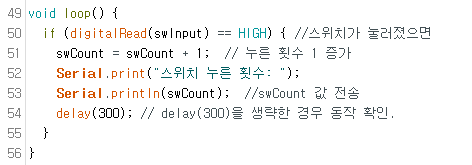 49 void loop() {
50 if (digitalRead(swInput) == HIGH) { //스위치가 눌러졌으면
51 swCount = swCount + 1; // 누른 횟수 1 증가
52 Serial.print("스위치 누른 횟수: ");
53 Serial.println(swCount); //swCount 값 전송
54 delay(300); // delay(300)을 생략한 경우 동작 확인.
55 }
56 }